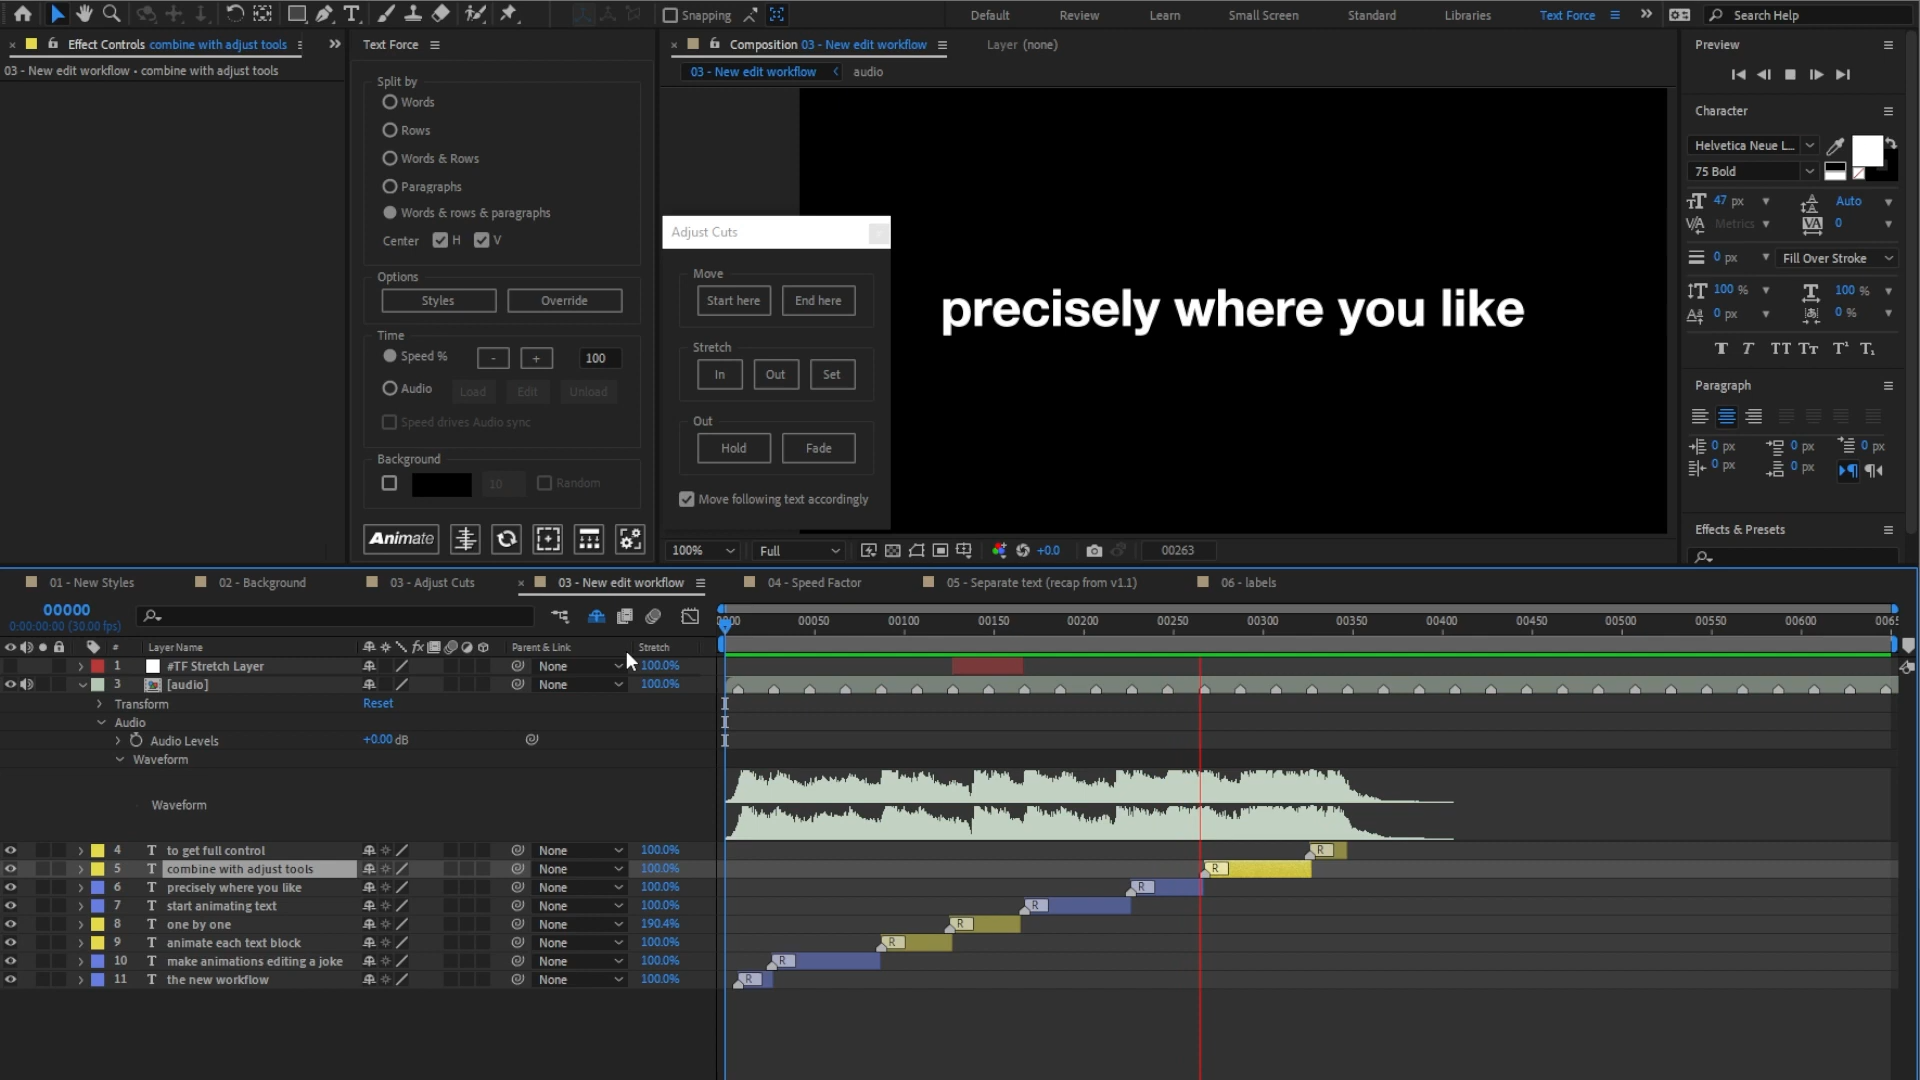 Snapping
Default
Review
Learn
Small Screen
Standard
Libraries
Text Force
Search Help
Effect Controls combine with adjust tools
03 - New edit workflow • combine with adjust tools
Text Force
Split by
Words
Rows
Words & Rows
Paragraphs
Words & rows & paragraphs
Center H V
Options
Styles
Override
Time
Speed % - + 100
Audio Load Edit Unload
Speed drives Audio sync
Background
10 Random
Animate
Composition 03 - New edit workflow
Layer (none)
03 - New edit workflow
audio
Adjust Cuts
Move
Start here
End here
Stretch
In
Out
Set
Out
Hold
Fade
Move following text accordingly
precisely where you like
100%
Full
+0.0
00263
Preview
Character
Helvetica Neue L...
75 Bold
47 px
Auto
Metrics
0
0 px
Fill Over Stroke
100 %
100 %
0 px
0 %
Paragraph
0 px
0 px
0 px
0 px
0 px
Effects & Presets
01 - New Styles
02 - Background
03 - Adjust Cuts
03 - New edit workflow
04 - Speed Factor
05 - Separate text (recap from v1.1)
06 - labels
00000
0:00:00:00 (30.00 fps)
00050
00100
00150
00200
00250
00300
00350
00400
00450
00500
00550
00600
# Layer Name
Parent & Link
Stretch
1 #TF Stretch Layer None 100.0%
3 [audio] None 100.0%
Transform Reset
Audio
Audio Levels +0.00 dB
Waveform
Waveform
4 T to get full control None 100.0% R
5 T combine with adjust tools None 100.0% R
6 T precisely where you like None 100.0% R
7 T start animating text None 100.0% R
8 T one by one None 190.4% R
9 T animate each text block None 100.0% R
10 T make animations editing a joke None 100.0% R
11 T the new workflow None 100.0% R